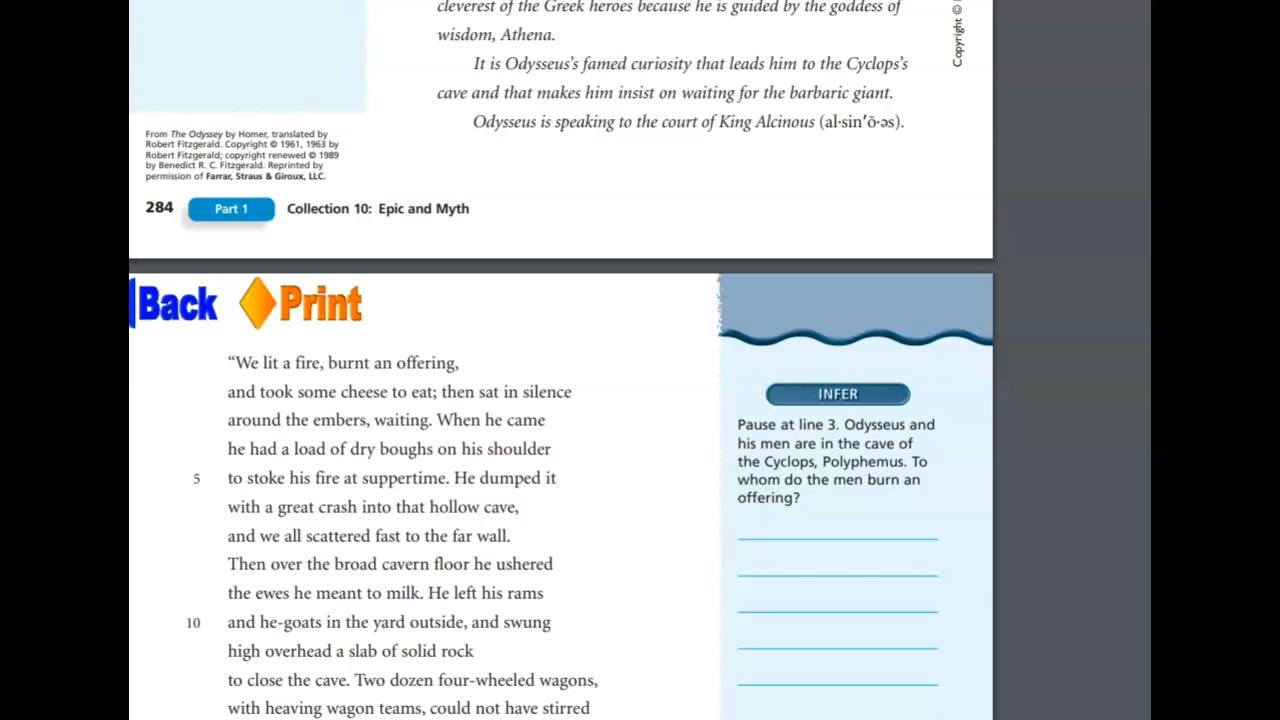 cleverest of the Greek heroes because he is guided by the goddess of
wisdom, Athena.
It is Odysseus's famed curiosity that leads him to the Cyclops's
cave and that makes him insist on waiting for the barbaric giant.
Odysseus is speaking to the court of King Alcinous (al·sin′ō·əs).
Copyright ©
From The Odyssey by Homer, translated by
Robert Fitzgerald. Copyright © 1961, 1963 by
Robert Fitzgerald; copyright renewed © 1989
by Benedict R. C. Fitzgerald. Reprinted by
permission of Farrar, Straus & Giroux, LLC.
284 Part 1 Collection 10: Epic and Myth
Back Print
“We lit a fire, burnt an offering,
and took some cheese to eat; then sat in silence
around the embers, waiting. When he came
he had a load of dry boughs on his shoulder
5 to stoke his fire at suppertime. He dumped it
with a great crash into that hollow cave,
and we all scattered fast to the far wall.
Then over the broad cavern floor he ushered
the ewes he meant to milk. He left his rams
10 and he-goats in the yard outside, and swung
high overhead a slab of solid rock
to close the cave. Two dozen four-wheeled wagons,
with heaving wagon teams, could not have stirred
INFER
Pause at line 3. Odysseus and
his men are in the cave of
the Cyclops, Polyphemus. To
whom do the men burn an
offering?